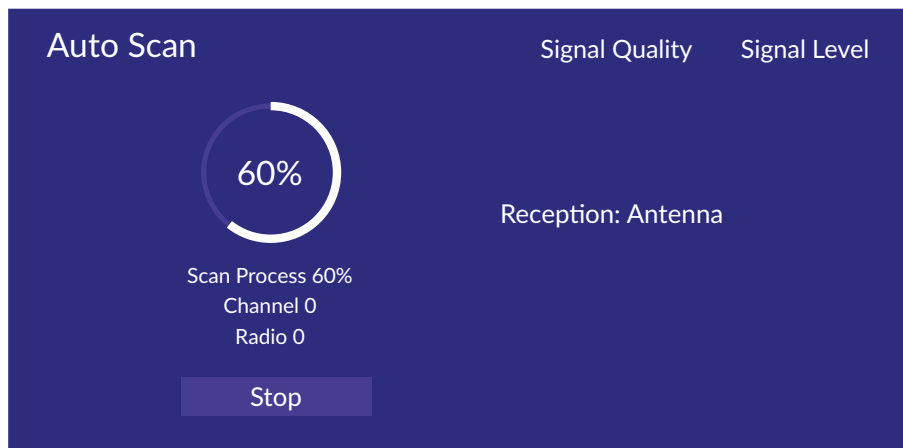 Auto Scan
Signal Quality
Signal Level
60%
Reception: Antenna
Scan Process 60%
Channel 0
Radio 0
Stop